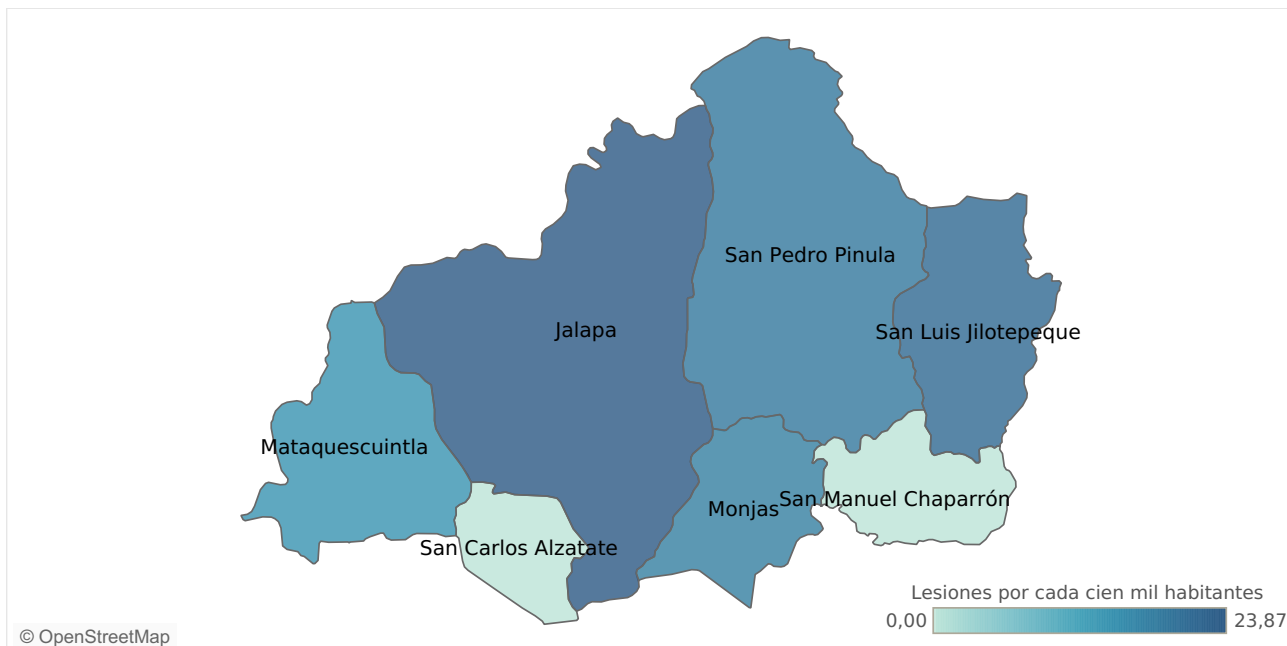 San Pedro Pinula
Jalapa
San Luis Jilotepeque
Mataquescuintla
San Manuel Chaparrón
Monjas
San Carlos Alzatate
Lesiones por cada cien mil habitantes
0,00
23,87
© OpenStreetMap